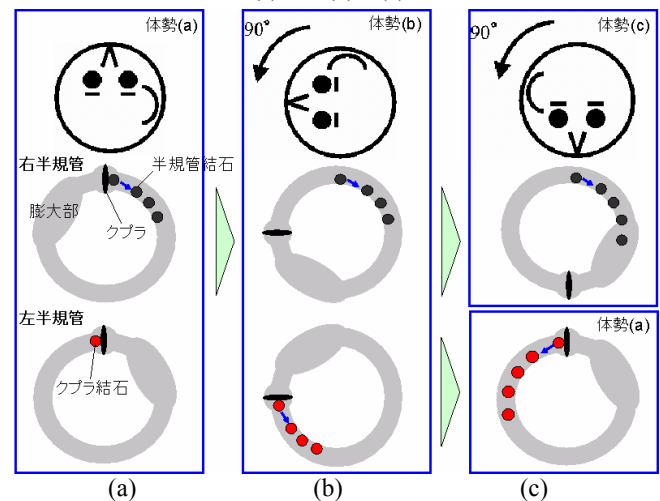 体勢(a)
体勢(b)
体勢(c)
90°
90°
右半規管
半規管結石
膨大部
クプラ
左半規管
体勢(a)
クプラ結石
(a)
(b)
(c)